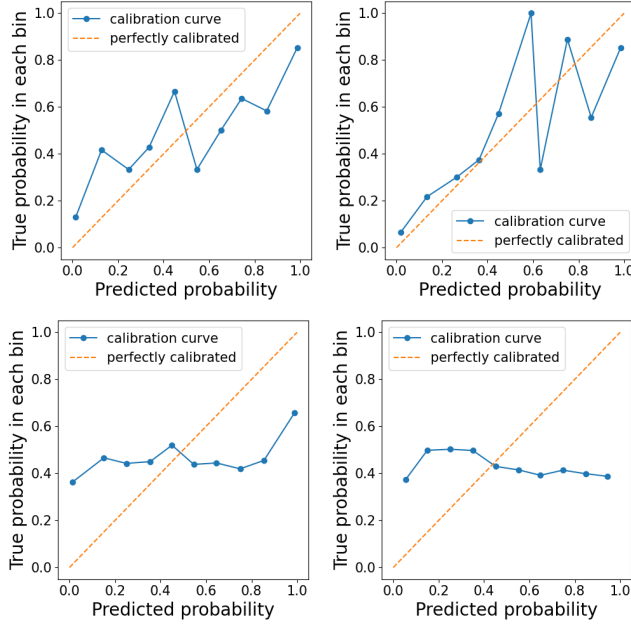 True probability in each bin
1.0
0.8
0.6
0.4
0.2
0.0
calibration curve
perfectly calibrated
0.0 0.2 0.4 0.6 0.8 1.0
Predicted probability
True probability in each bin
1.0
0.8
0.6
0.4
0.2
0.0
calibration curve
perfectly calibrated
0.0 0.2 0.4 0.6 0.8 1.0
Predicted probability
True probability in each bin
1.0
0.8
0.6
0.4
0.2
0.0
calibration curve
perfectly calibrated
0.0 0.2 0.4 0.6 0.8 1.0
Predicted probability
True probability in each bin
1.0
0.8
0.6
0.4
0.2
0.0
calibration curve
perfectly calibrated
0.0 0.2 0.4 0.6 0.8 1.0
Predicted probability